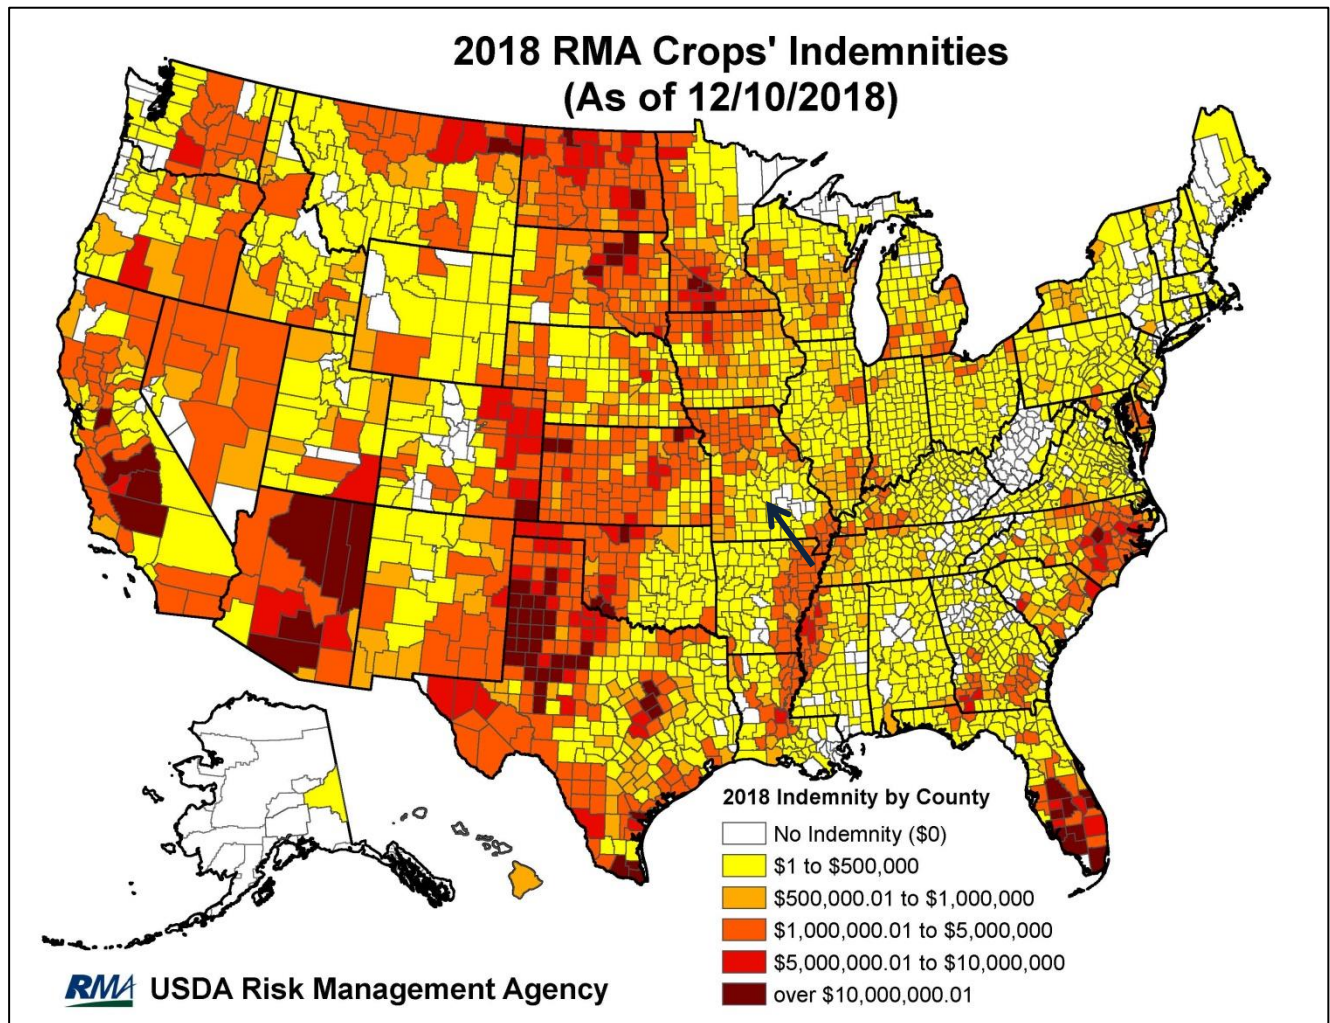 2018 RMA Crops' Indemnities
(As of 12/10/2018)
2018 Indemnity by County
No Indemnity ($0)
$1 to $500,000
$500,000.01 to $1,000,000
$1,000,000.01 to $5,000,000
$5,000,000.01 to $10,000,000
over $10,000,000.01
RMA USDA Risk Management Agency